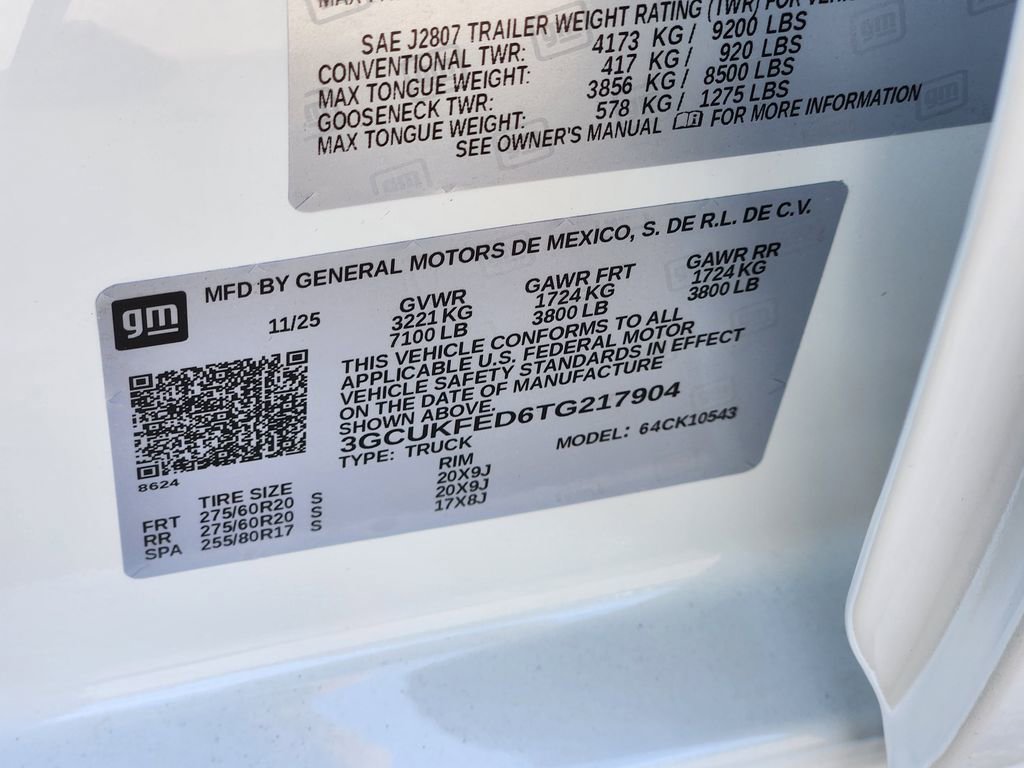 SAE J2807 TRAILER WEIGHT RATING (TWR) FOR
CONVENTIONAL TWR: 4173 KG / 9200 LBS
MAX TONGUE WEIGHT: 417 KG / 920 LBS
GOOSENECK TWR: 3856 KG / 8500 LBS
MAX TONGUE WEIGHT: 578 KG / 1275 LBS
SEE OWNER'S MANUAL FOR MORE INFORMATION
gm
MFD BY GENERAL MOTORS DE MEXICO, S. DE R.L. DE C.V.
11/25
GVWR GAWR FRT GAWR RR
3221 KG 1724 KG 1724 KG
7100 LB 3800 LB 3800 LB
THIS VEHICLE CONFORMS TO ALL
APPLICABLE U.S. FEDERAL MOTOR
VEHICLE SAFETY STANDARDS IN EFFECT
ON THE DATE OF MANUFACTURE
SHOWN ABOVE.
3GCUKFED6TG217904
TYPE: TRUCK MODEL: 64CK10543
8624
TIRE SIZE RIM
FRT 275/60R20 S 20X9J
RR 275/60R20 S 20X9J
SPA 255/80R17 S 17X8J